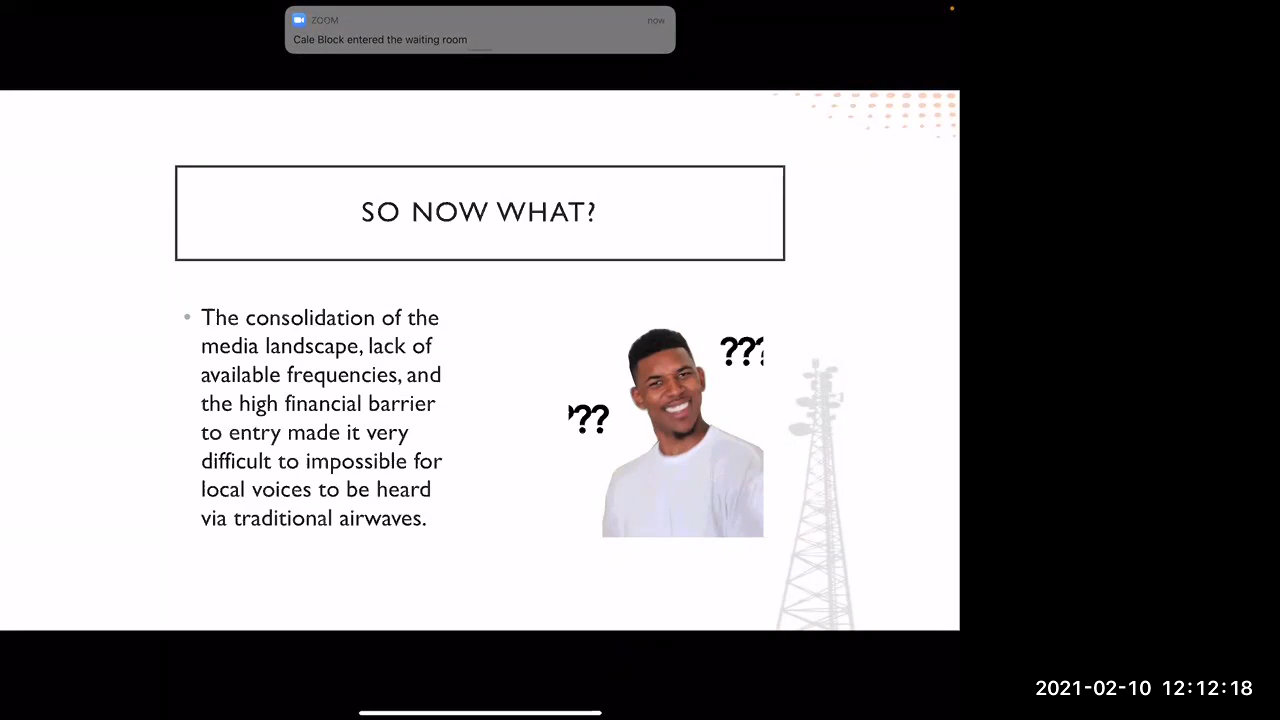 ZOOM
now
Cale Block entered the waiting room
SO NOW WHAT?
• The consolidation of the
media landscape, lack of
available frequencies, and
the high financial barrier
to entry made it very
difficult to impossible for
local voices to be heard
via traditional airwaves.
???
???
2021-02-10 12:12:18